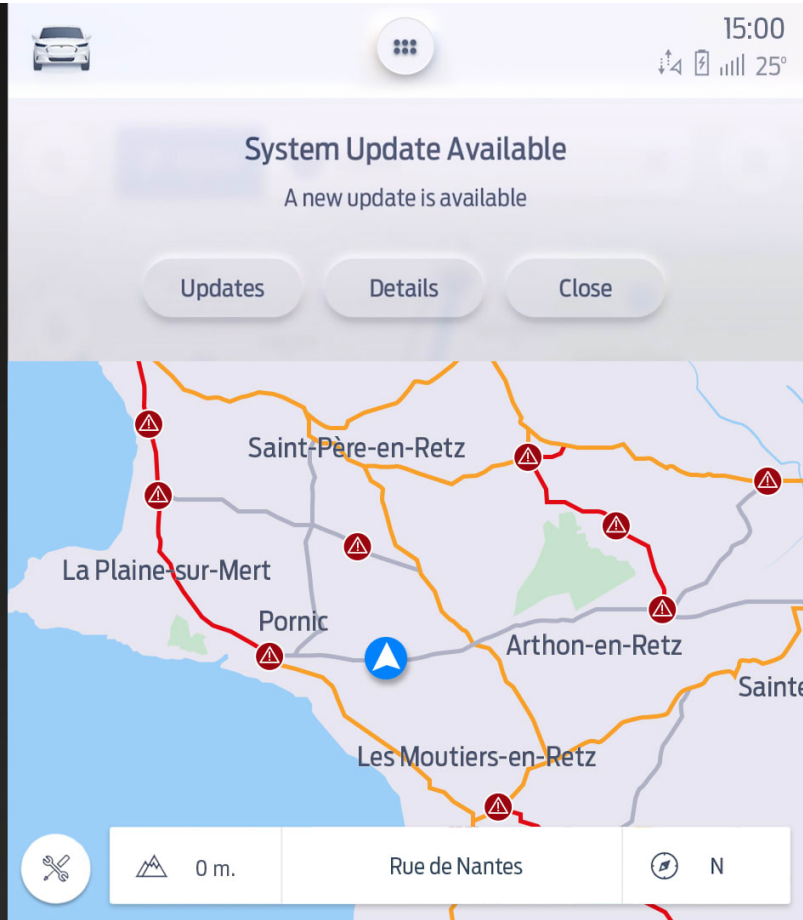 15:00
25°
System Update Available
A new update is available
Updates
Details
Close
Saint-Père-en-Retz
La Plaine-sur-Mert
Pornic
Arthon-en-Retz
Sainte
Les Moutiers-en-Retz
0 m.
Rue de Nantes
N